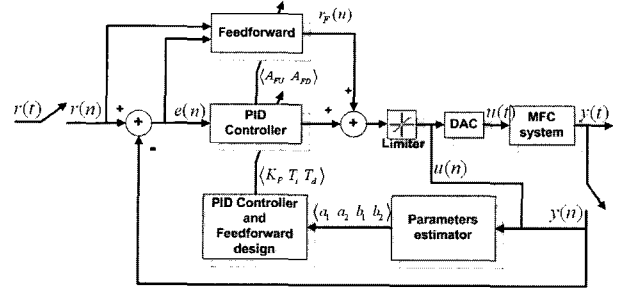 Feedforward
r_F(n)
⟨A_FU A_FD⟩
r(t) r(n) + e(n) PID Controller + + + + Limiter DAC u(t) MFC system y(t)
-
u(n)
⟨K_P T_i T_d⟩
PID Controller and Feedforward design
⟨a_1 a_2 b_1 b_2⟩
Parameters estimator
y(n)